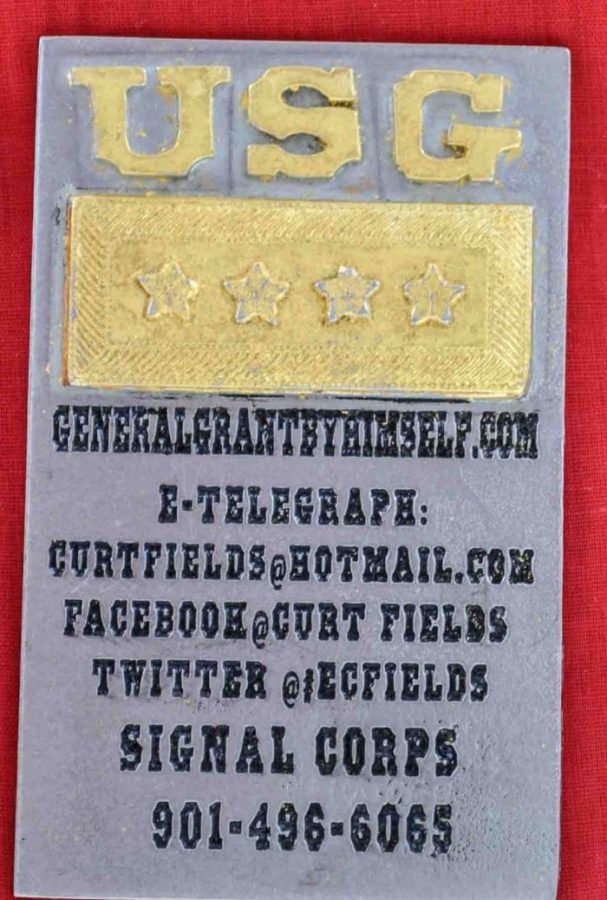 USG
GENERALGRANTBYHIMSELF.COM
E-TELEGRAPH:
CURTFIELDS@HOTMAIL.COM
FACEBOOK@CURT FIELDS
TWITTER @#ECFIELDS
SIGNAL CORPS
901-496-6065